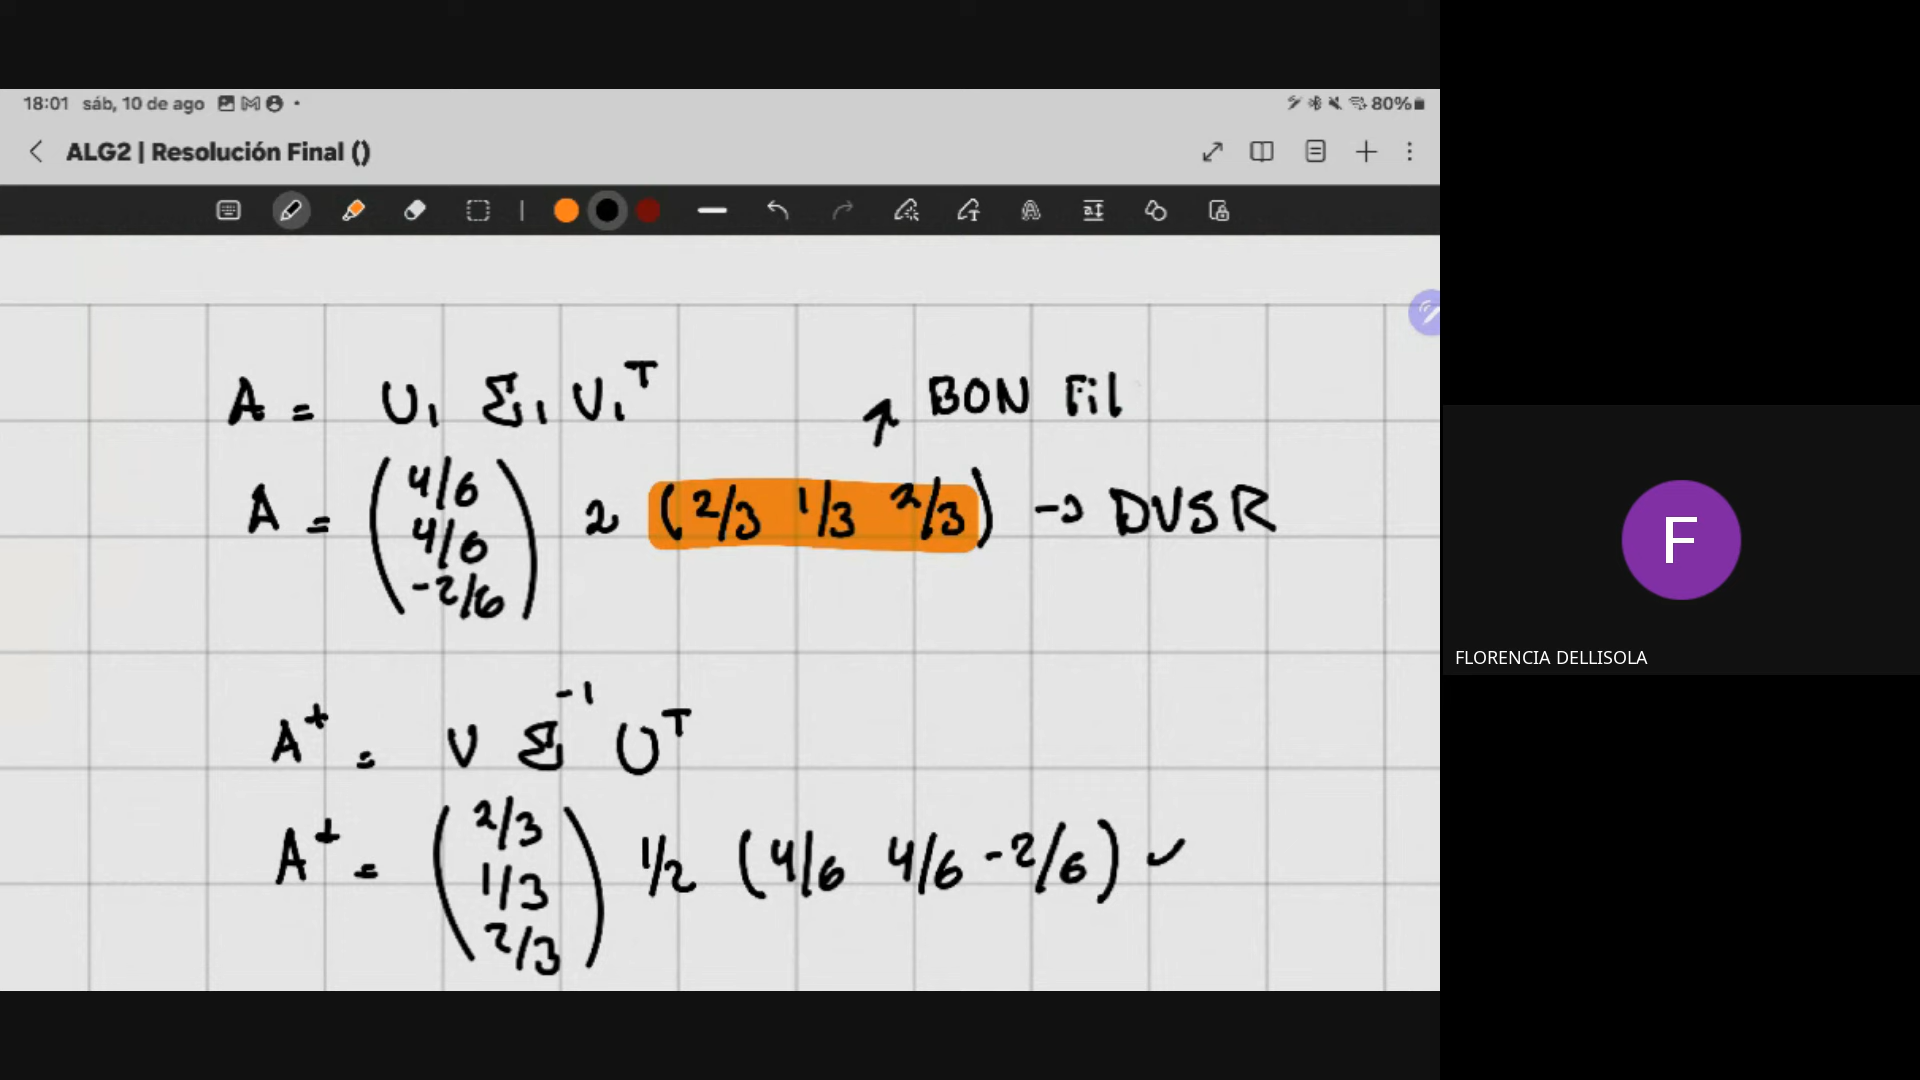 18:01 sáb, 10 de ago
80%
ALG2 | Resolución Final ()
A = U₁ Σ₁ V₁ᵀ
↗ BON Fil
A = (4/6 4/6 -2/6) 2 (2/3 1/3 2/3) → DVSR
A⁺ = V Σ⁻¹ Uᵀ
A⁺ = (2/3 1/3 2/3) 1/2 (4/6 4/6 -2/6) ✓
F
FLORENCIA DELLISOLA